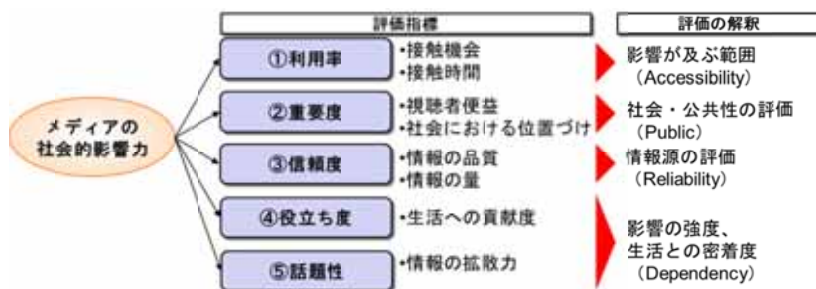 評価指標
評価の解釈
メディアの
社会的影響力
①利用率
•接触機会
•接触時間
影響が及ぶ範囲
（Accessibility）
②重要度
•視聴者便益
•社会における位置づけ
社会・公共性の評価
（Public）
③信頼度
•情報の品質
•情報の量
情報源の評価
（Reliability）
④役立ち度
•生活への貢献度
⑤話題性
•情報の拡散力
影響の強度、
生活との密着度
（Dependency）